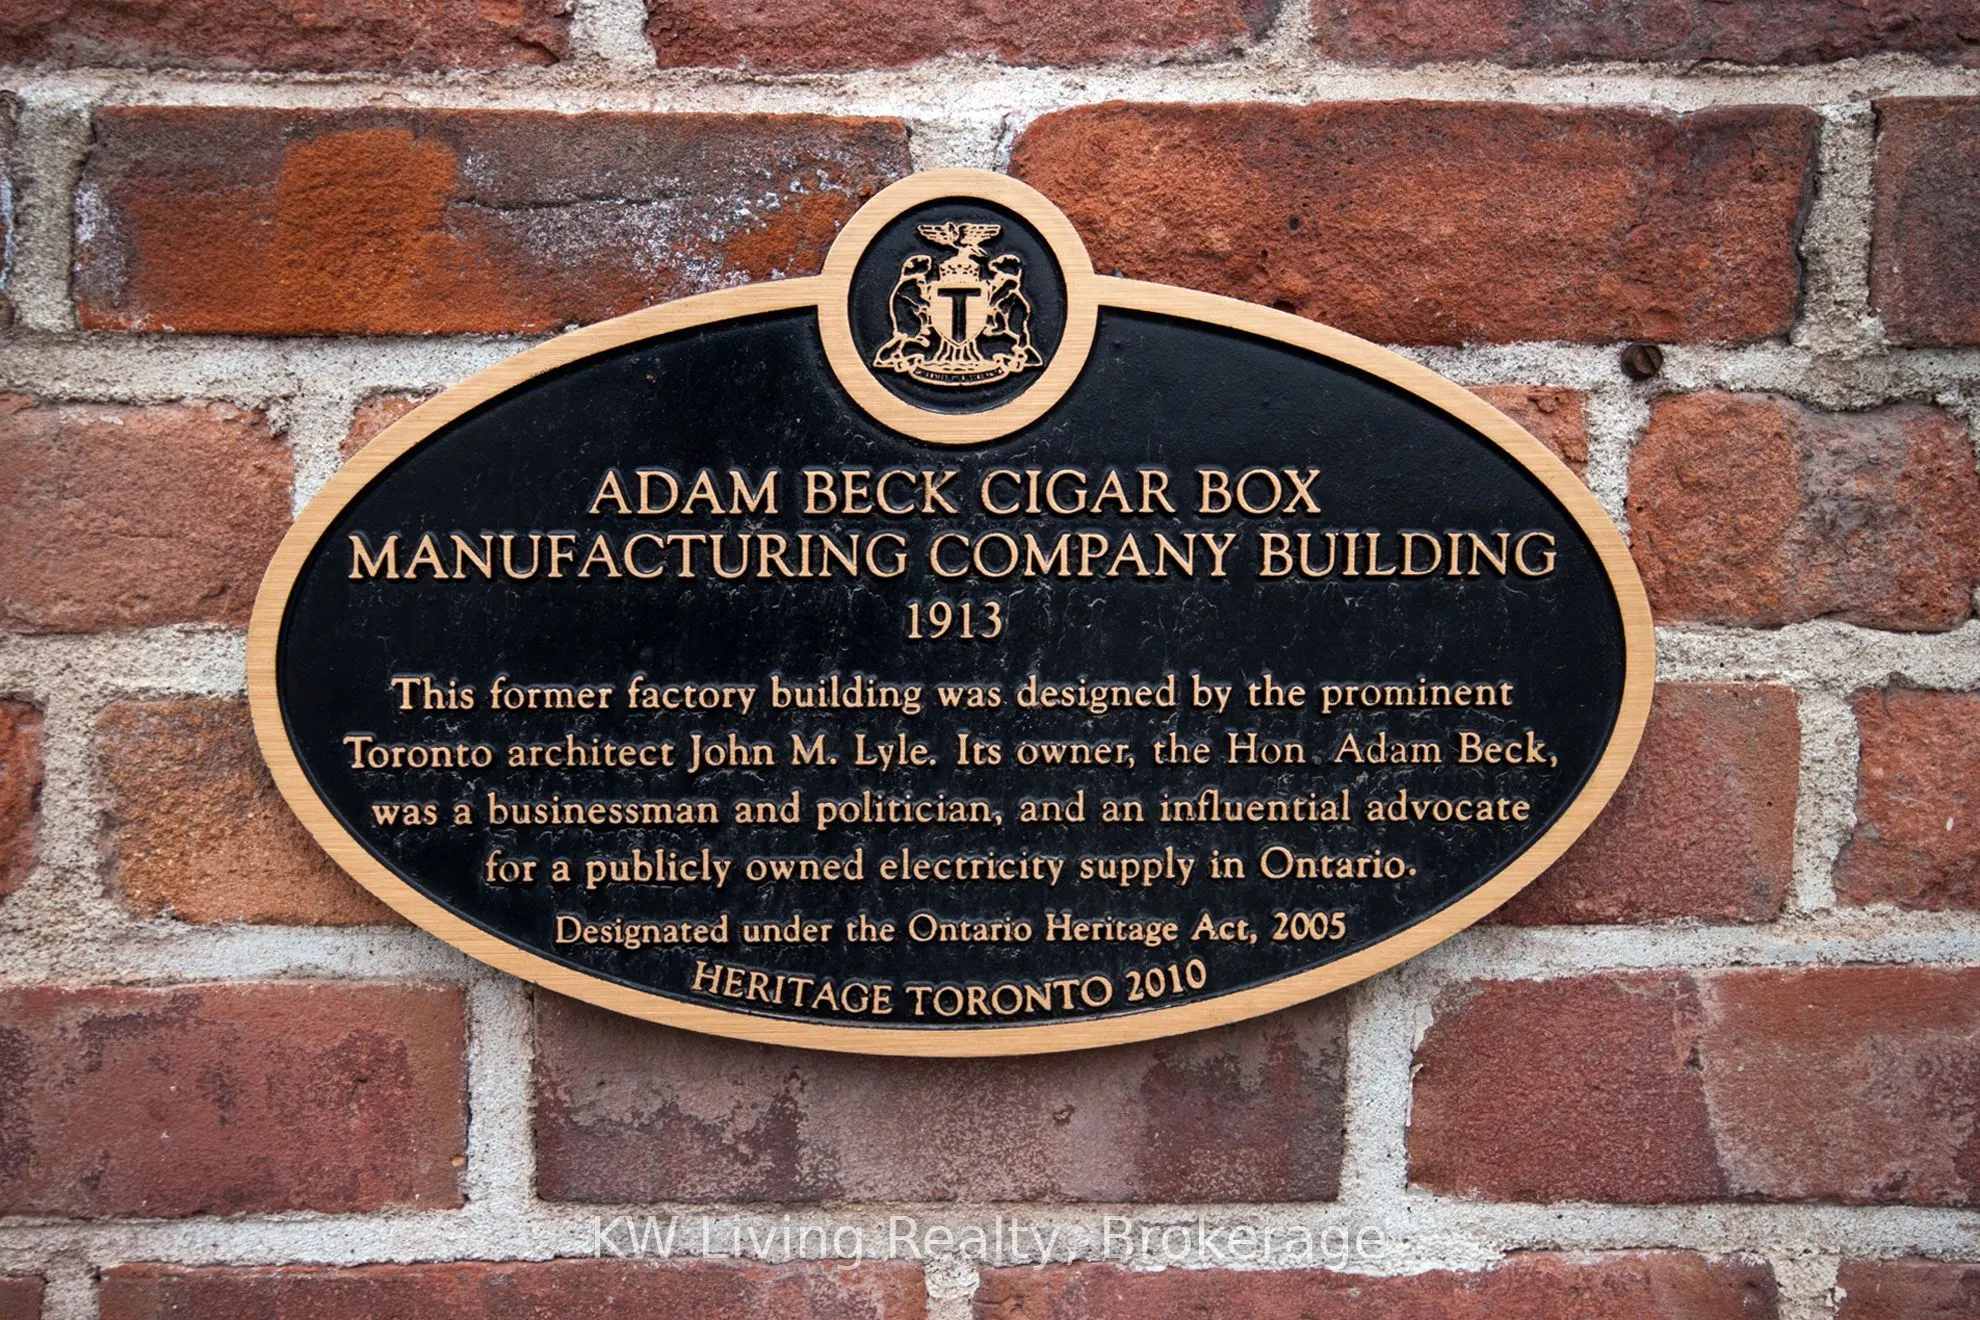 T
ADAM BECK CIGAR BOX
MANUFACTURING COMPANY BUILDING
1913
This former factory building was designed by the prominent
Toronto architect John M. Lyle. Its owner, the Hon. Adam Beck,
was a businessman and politician, and an influential advocate
for a publicly owned electricity supply in Ontario.
Designated under the Ontario Heritage Act, 2005
HERITAGE TORONTO 2010
KW Living Realty, Brokerage